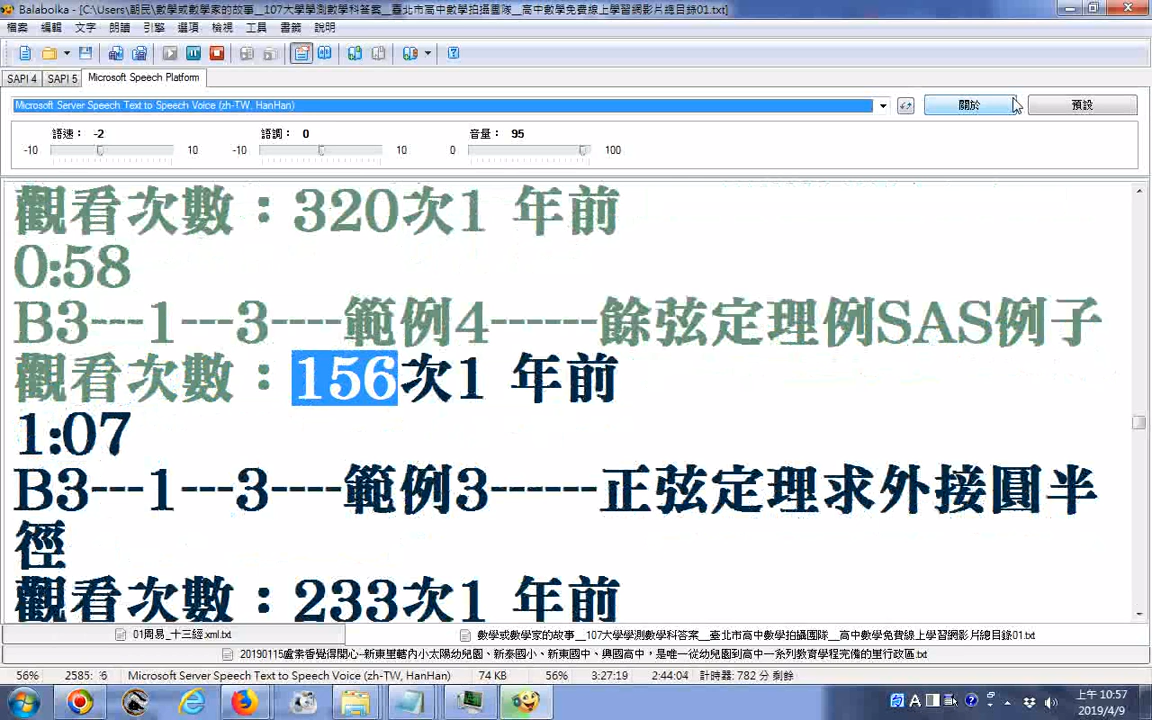 Balabolka - [C:\Users\朝民\數學或數學家的故事__107大學學測數學科答案__臺北市高中數學拍攝團隊__高中數學免費線上學習網影片總目錄01.txt]
檔案 編輯 文字 朗讀 引擎 選項 檢視 工具 書籤 說明
SAPI 4 SAPI 5 Microsoft Speech Platform
Microsoft Server Speech Text to Speech Voice (zh-TW, HanHan) 關於 預設
語速： -2 語調： 0 音量： 95
-10 10 -10 10 0 100
觀看次數：320次1 年前
0:58
B3---1---3----範例4------餘弦定理例SAS例子
觀看次數：156次1 年前
1:07
B3---1---3----範例3------正弦定理求外接圓半
徑
觀看次數：233次1 年前
01周易_十三經.xml.txt 數學或數學家的故事__107大學學測數學科答案__臺北市高中數學拍攝團隊__高中數學免費線上學習網影片總目錄01.txt
20190115盧素香覺得開心--新東里轄內小太陽幼兒園、新泰國小、新東國中、興國高中，是唯一從幼兒園到高中一系列教育學程完備的里行政區.txt
56% 2585: Microsoft Server Speech Text to Speech Voice (zh-TW, HanHan) 74 KB 56% 3:27:19 2:44:04 計時器: 782 分 剩餘
上午 10:57
2019/4/9